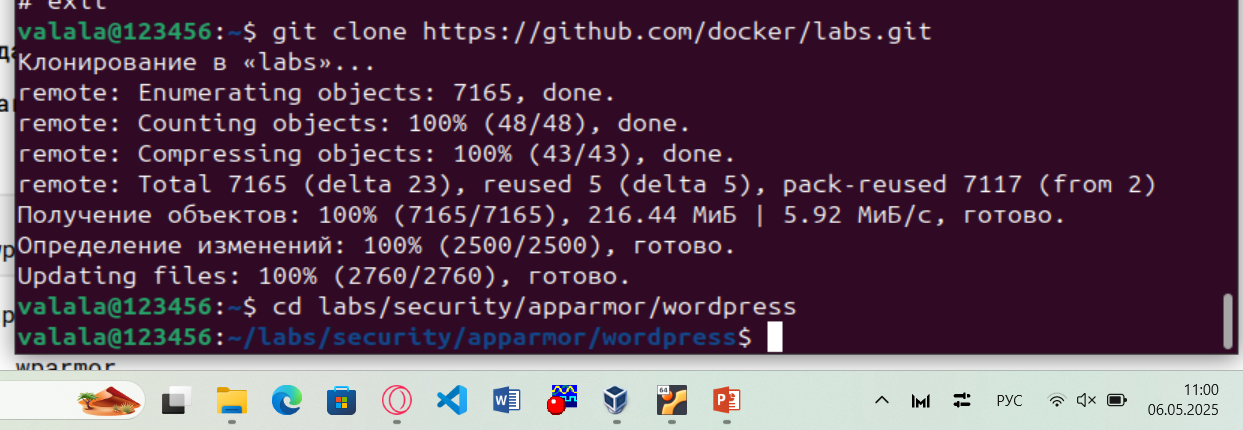 # exit
valala@123456:~$ git clone https://github.com/docker/labs.git
Клонирование в «labs»...
remote: Enumerating objects: 7165, done.
remote: Counting objects: 100% (48/48), done.
remote: Compressing objects: 100% (43/43), done.
remote: Total 7165 (delta 23), reused 5 (delta 5), pack-reused 7117 (from 2)
Получение объектов: 100% (7165/7165), 216.44 МиБ | 5.92 МиБ/с, готово.
Определение изменений: 100% (2500/2500), готово.
Updating files: 100% (2760/2760), готово.
valala@123456:~$ cd labs/security/apparmor/wordpress
valala@123456:~/labs/security/apparmor/wordpress$
wparmor
64
РУС
11:00
06.05.2025